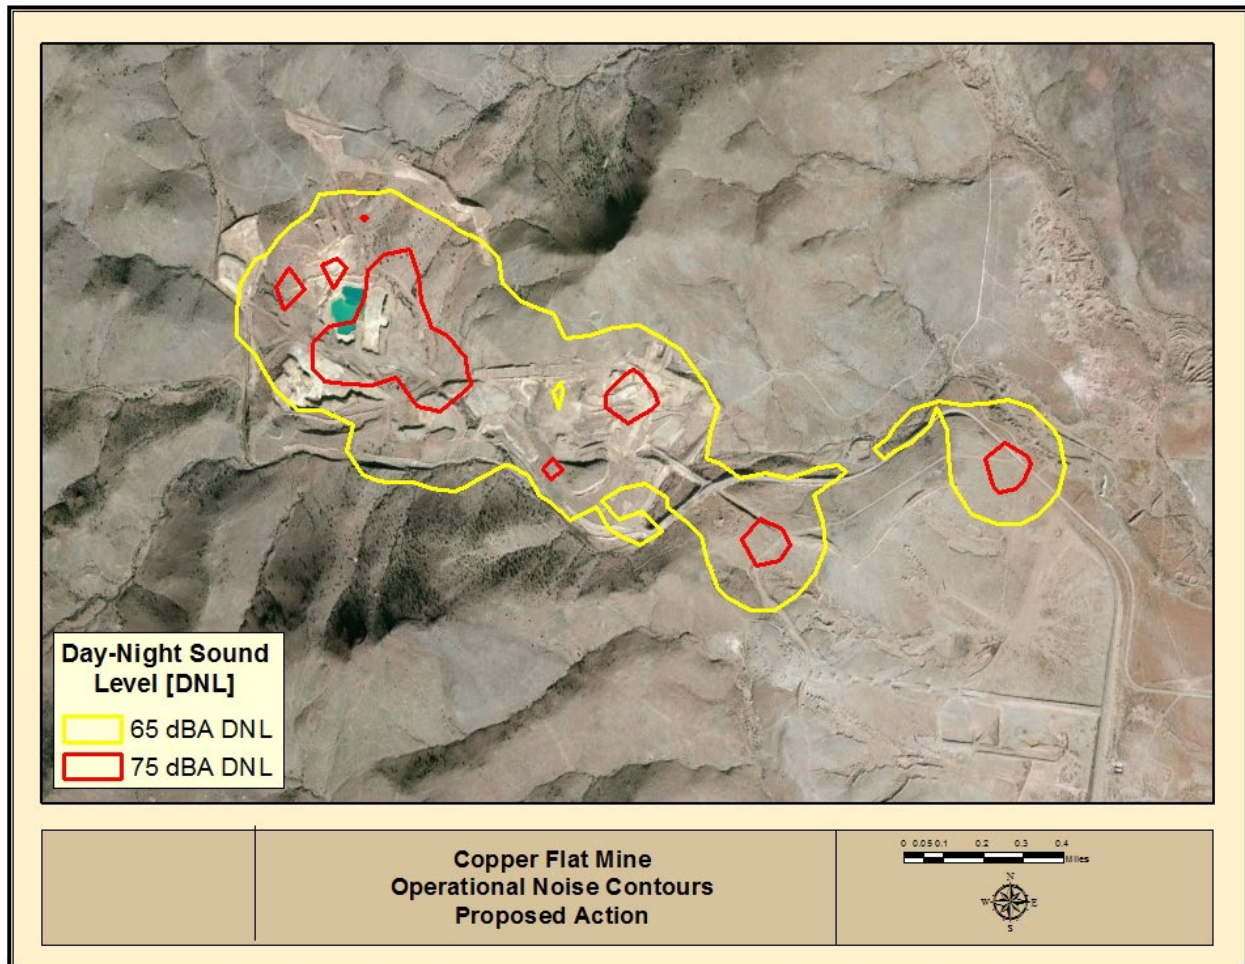 Day-Night Sound
Level [DNL]
65 dBA DNL
75 dBA DNL
Copper Flat Mine
Operational Noise Contours
Proposed Action
0 0.05 0.1 0.2 0.3 0.4
Miles
N
W E
S